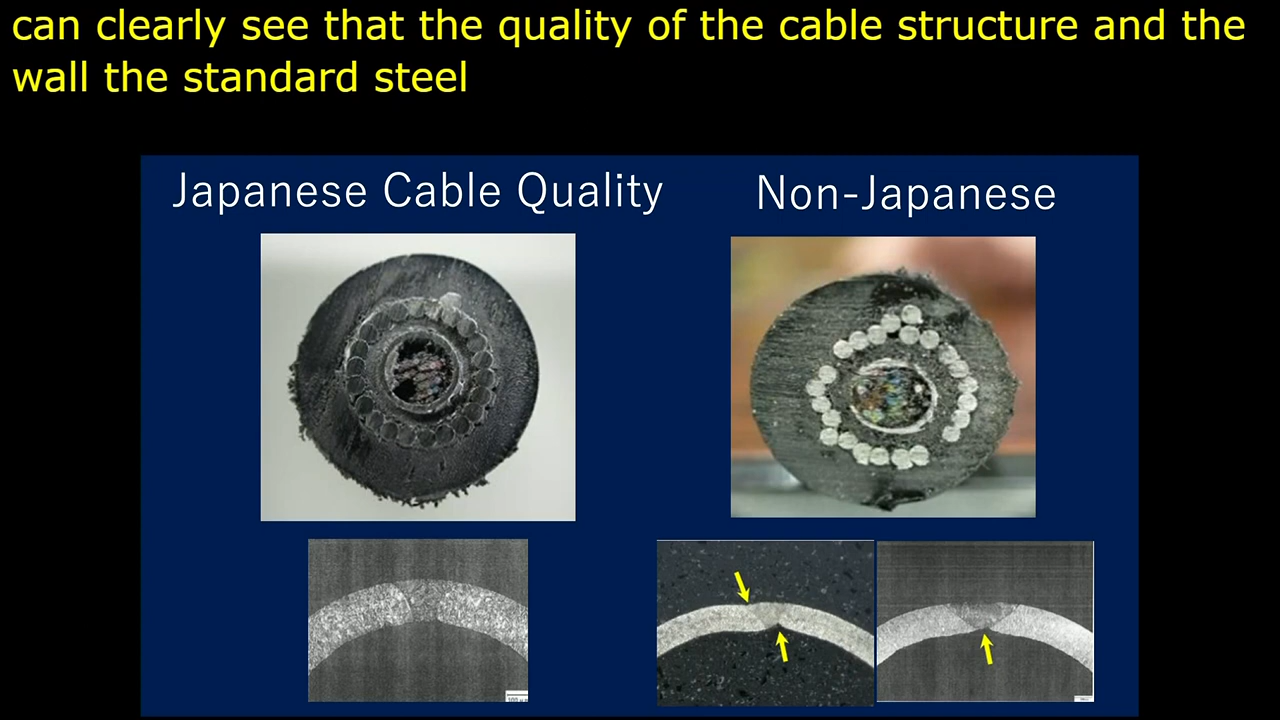 can clearly see that the quality of the cable structure and the
wall the standard steel
Japanese Cable Quality
Non-Japanese